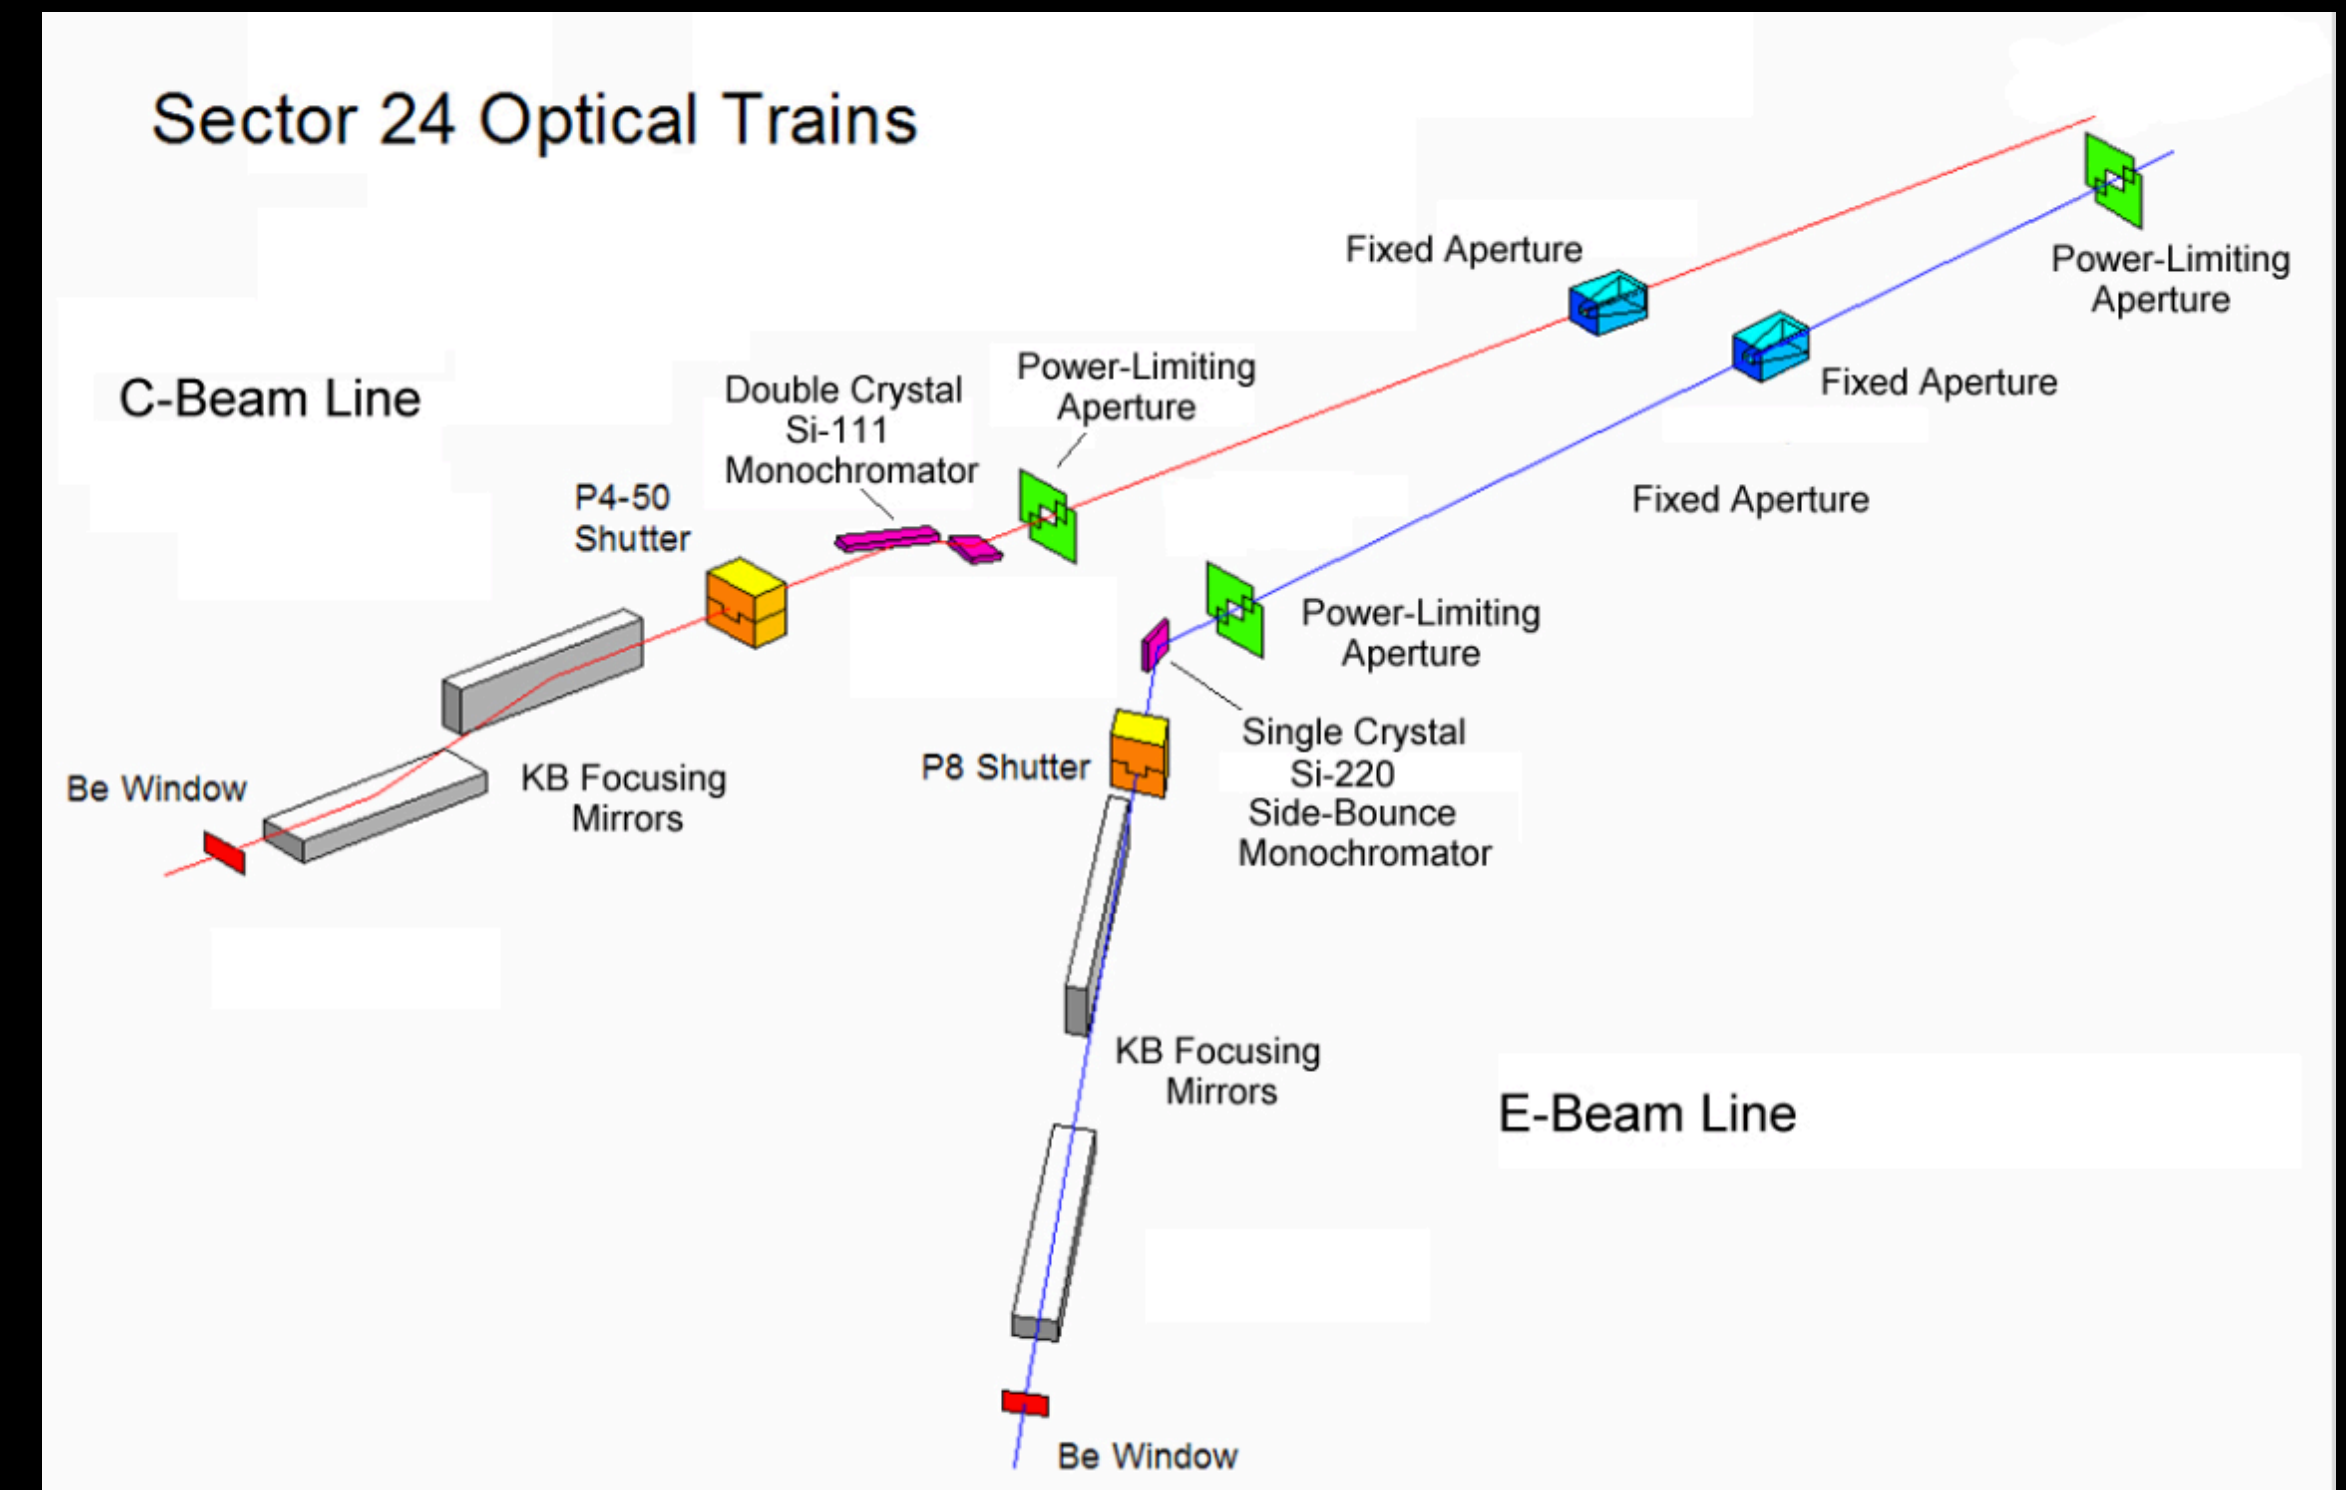 Sector 24 Optical Trains
Fixed Aperture
Power-Limiting
Aperture
C-Beam Line
Double Crystal
Si-111
Monochromator
Power-Limiting
Aperture
Fixed Aperture
P4-50
Shutter
Fixed Aperture
Power-Limiting
Aperture
Be Window
KB Focusing
Mirrors
P8 Shutter
Single Crystal
Si-220
Side-Bounce
Monochromator
KB Focusing
Mirrors
E-Beam Line
Be Window